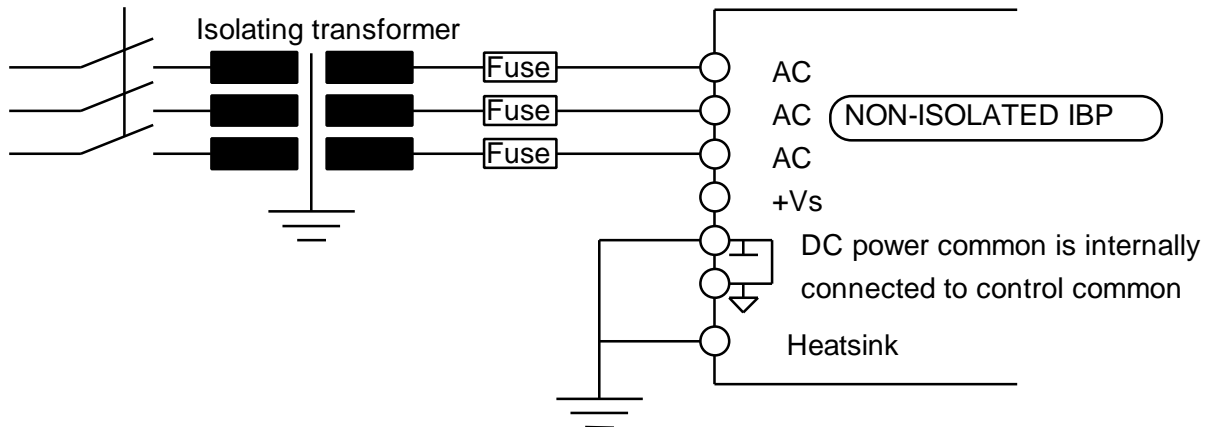 Isolating transformer
Fuse
AC
Fuse
AC
NON-ISOLATED IBP
Fuse
AC
+Vs
DC power common is internally
connected to control common
Heatsink